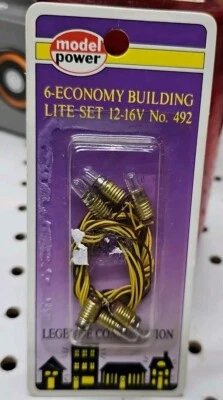 model
power
6-ECONOMY BUILDING
LITE SET 12-16V No. 492